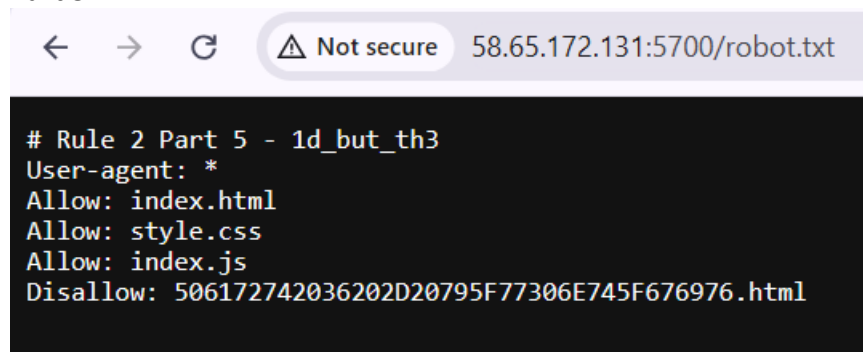 Not secure 58.65.172.131:5700/robot.txt
# Rule 2 Part 5 - 1d_but_th3
User-agent: *
Allow: index.html
Allow: style.css
Allow: index.js
Disallow: 506172742036202D20795F77306E745F676976.html